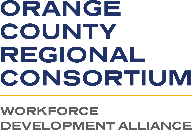 ORANGE
COUNTY
REGIONAL
CONSORTIUM
WORKFORCE
DEVELOPMENT ALLIANCE